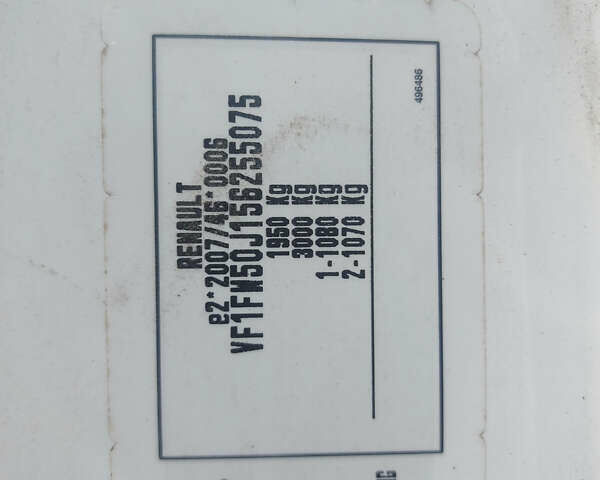 RENAULT
e2*2007/46*0006
VF1FW50J156255075
1950 Kg
3000 Kg
1-1080 Kg
2-1070 Kg
496486